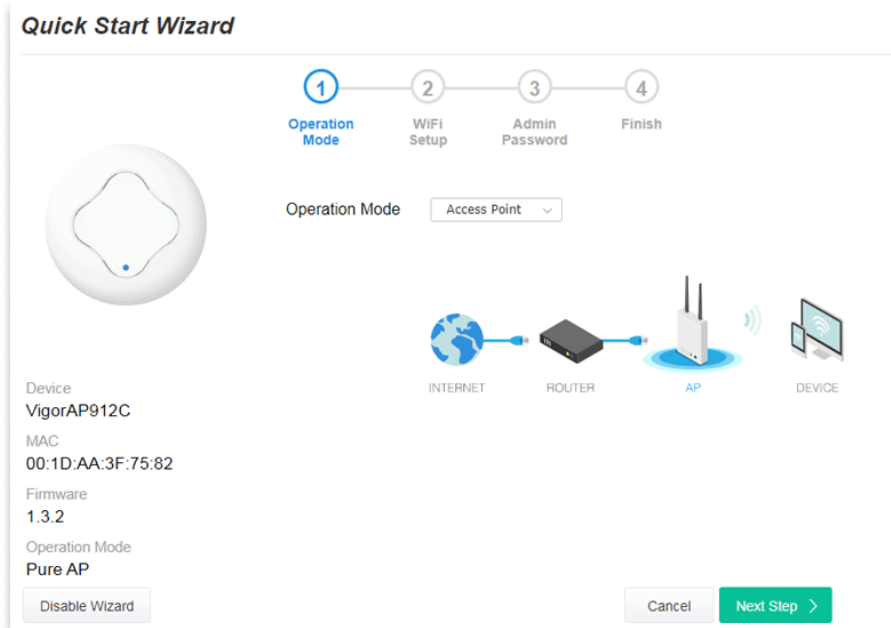 Quick Start Wizard
1
2
3
4
Operation
Mode
WiFi
Setup
Admin
Password
Finish
Operation Mode
Access Point
INTERNET
ROUTER
AP
DEVICE
Device
VigorAP912C
MAC
00:1D:AA:3F:75:82
Firmware
1.3.2
Operation Mode
Pure AP
Disable Wizard
Cancel
Next Step